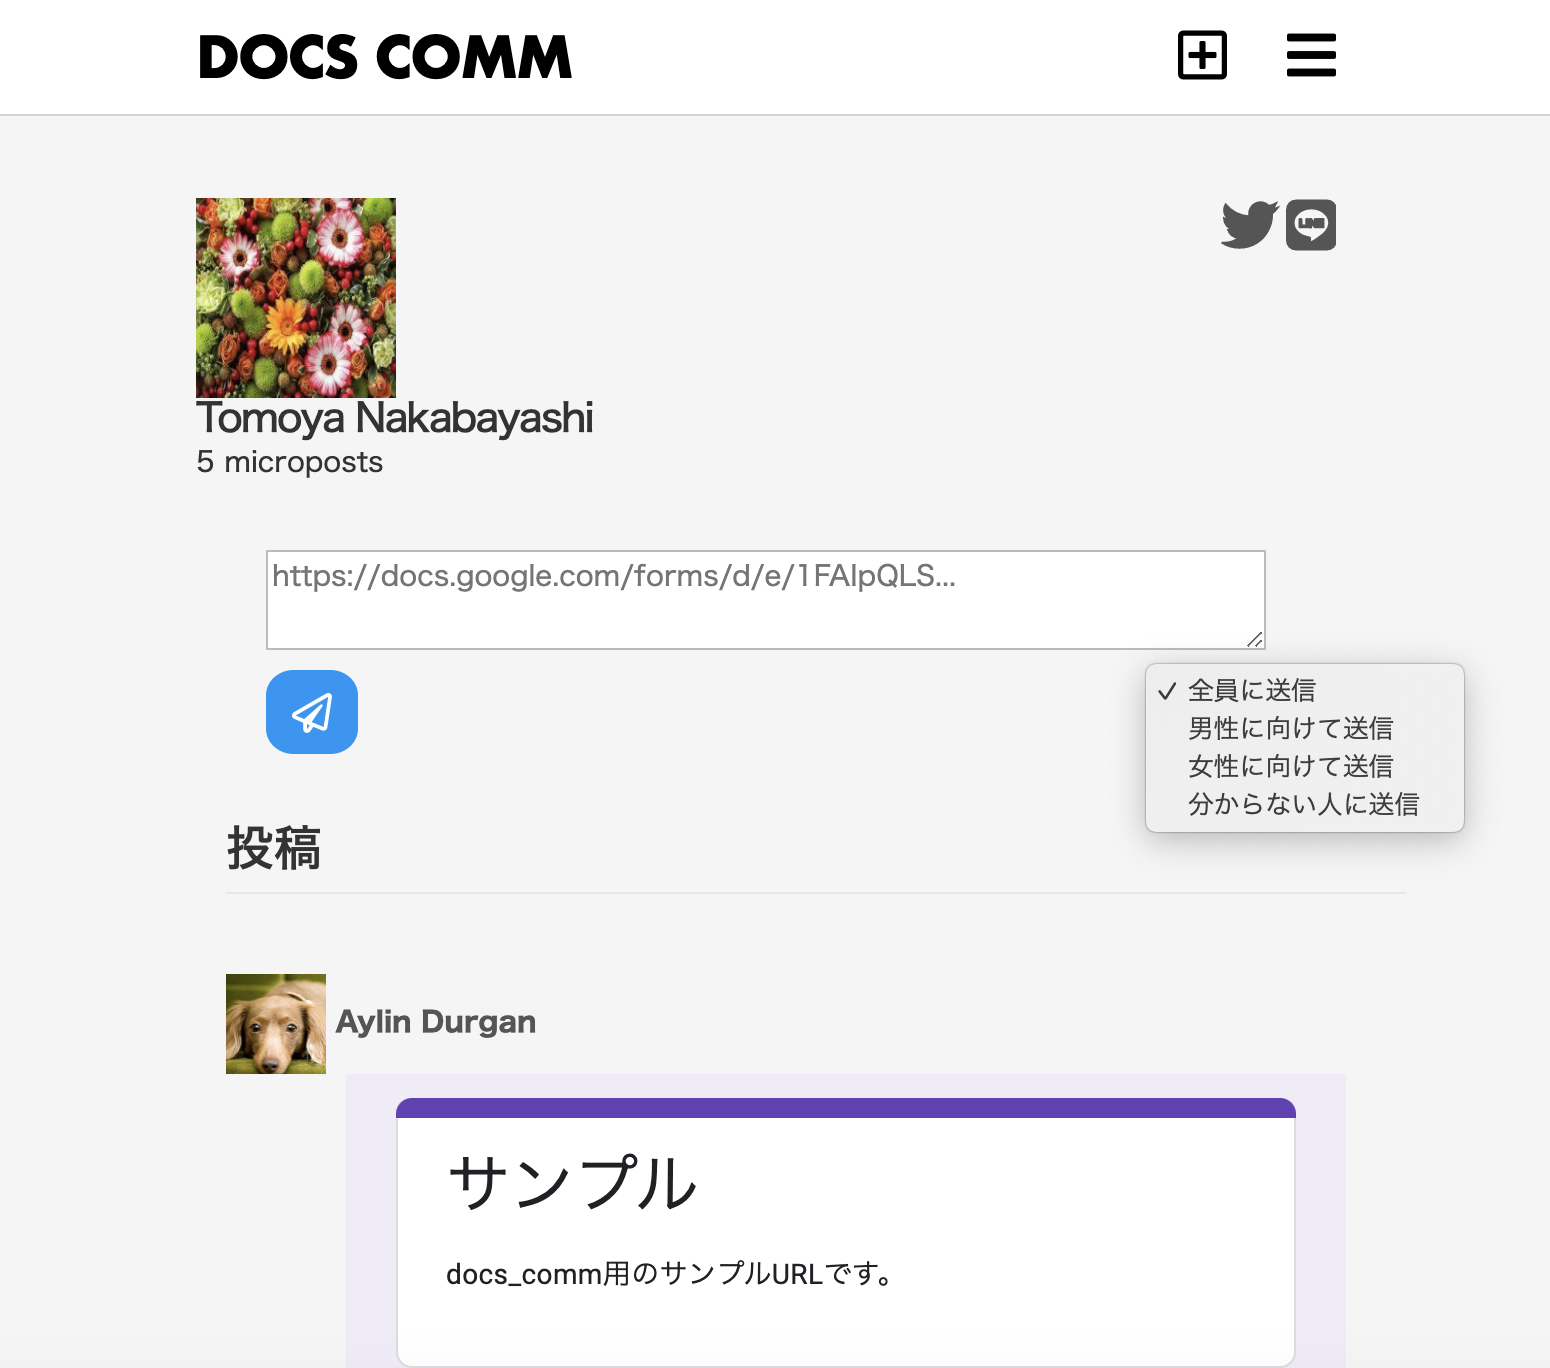 DOCS COMM
LINE
Tomoya Nakabayashi
5 microposts
https://docs.google.com/forms/d/e/1FAIpQLS...
全員に送信
男性に向けて送信
女性に向けて送信
分からない人に送信
投稿
Aylin Durgan
サンプル
docs_comm用のサンプルURLです。